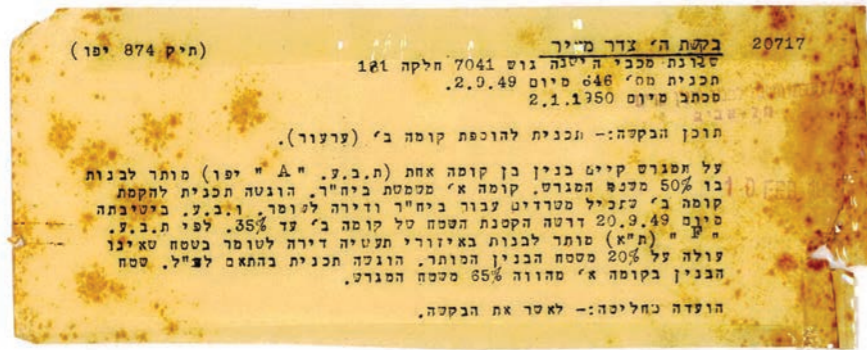 20717 בקשת ה' צדר מאיר (תיק 874 יפו)
שכונת מכבי הישנה גוש 7041 חלקה 181
תכנית מס' 646 מיום 2.9.49.
מכתב מיום 2.1.1950
תוכן הבקשה:- תכנית להוספת קומה ב' (ערעור).
על המגרש קיים בנין בן קומה אחת (ת.ב.ע. "A" יפו) מותר לבנות
בו 50% משטח המגרש. קומה א' משמשת ביח"ר. הוגשה תכנית להקמת
קומה ב' שתכיל משרדים עבור ביח"ר ודירה לשומר. ו.ב.ע. בישיבתה
מיום 20.9.49 דרשה הקטנת השטח של קומה ב' עד 35%. לפי ת.ב.ע.
"F" (ת"א) מותר לבנות באיזורי תעשיה דירה לשומר בשטח שאינו
עולה על 20% משטח הבנין המותר. הוגשה תכנית בהתאם לנ"ל. שטח
הבנין בקומה א' מהווה 65% משטח המגרש.
הועדה מחליטה:- לאשר את הבקשה.